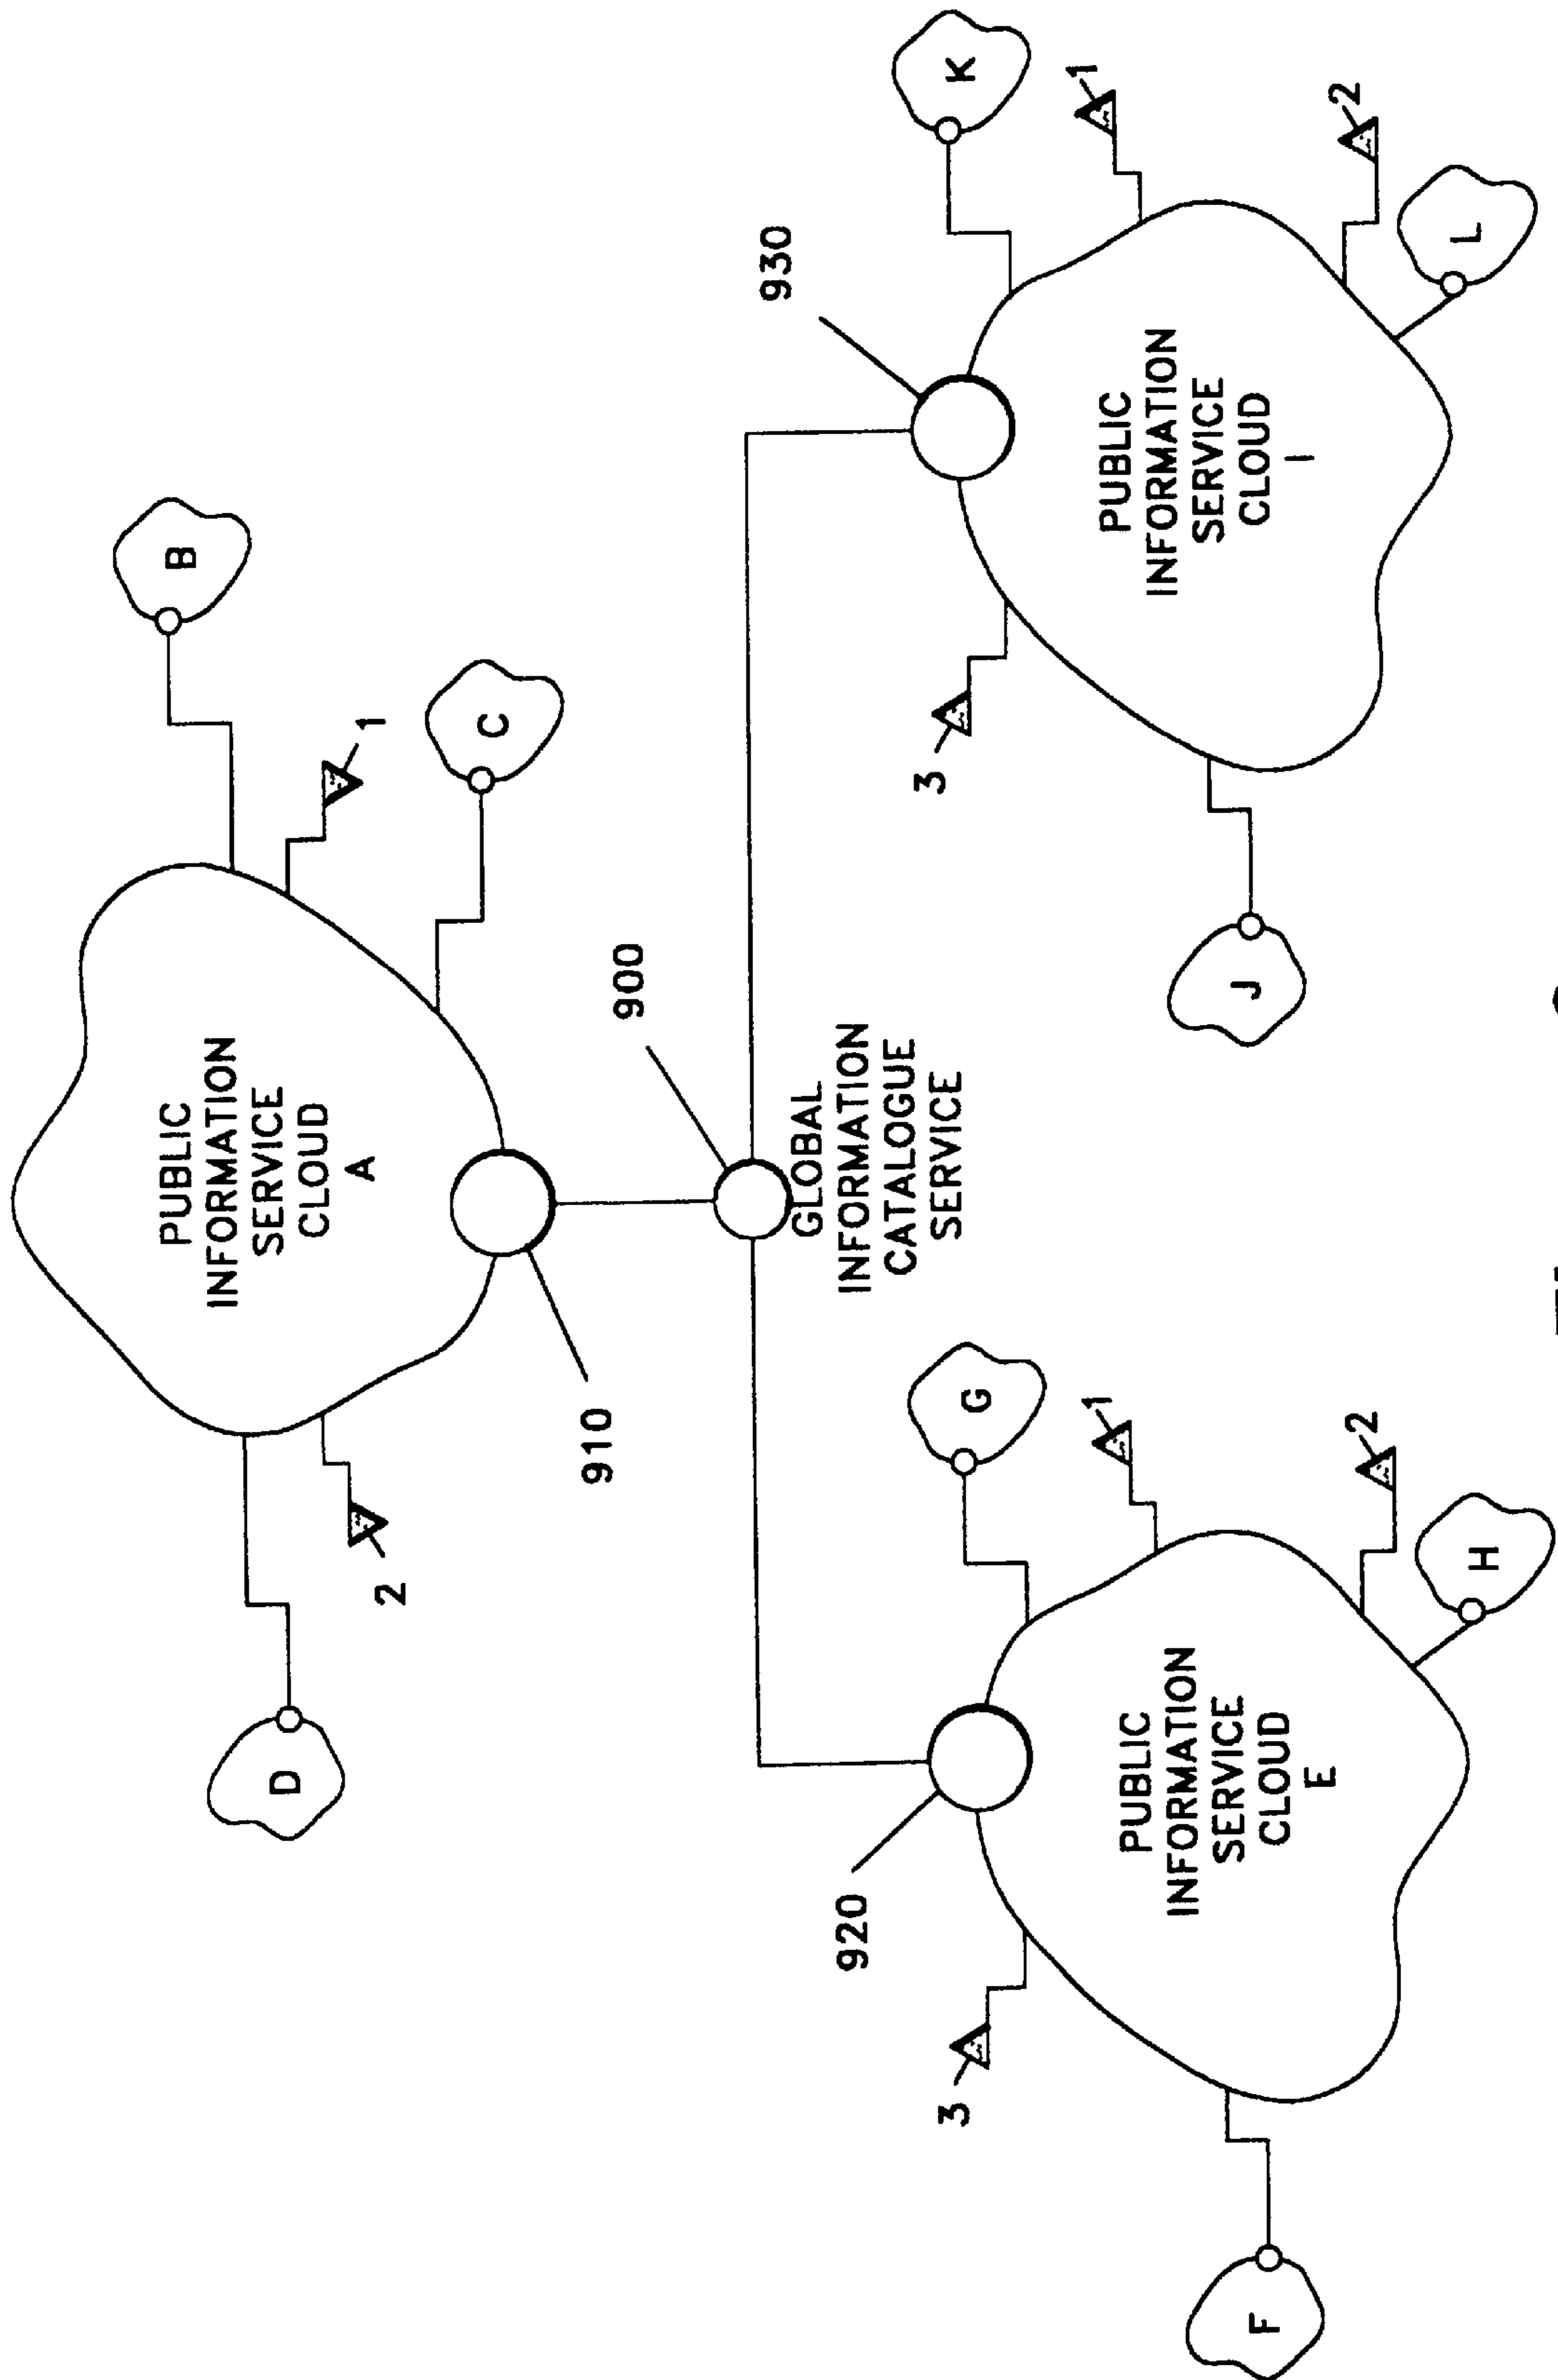 PUBLIC
INFORMATION
SERVICE
CLOUD
A
D
2
B
1
C
910
900
GLOBAL
INFORMATION
CATALOGUE
SERVICE
920
3
F
PUBLIC
INFORMATION
SERVICE
CLOUD
E
G
1
2
H
930
3
J
PUBLIC
INFORMATION
SERVICE
CLOUD
I
K
1
2
L